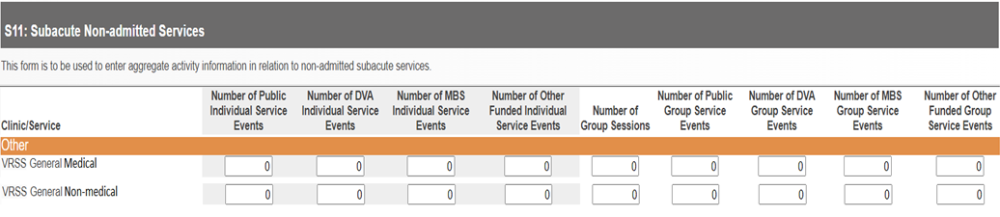 S11: Subacute Non-admitted Services
This form is to be used to enter aggregate activity information in relation to non-admitted subacute services.
Clinic/Service
Number of Public Individual Service Events
Number of DVA Individual Service Events
Number of MBS Individual Service Events
Number of Other Funded Individual Service Events
Number of Group Sessions
Number of Public Group Service Events
Number of DVA Group Service Events
Number of MBS Group Service Events
Number of Other Funded Group Service Events
Other
VRSS General Medical 0 0 0 0 0 0 0 0 0
VRSS General Non-medical 0 0 0 0 0 0 0 0 0